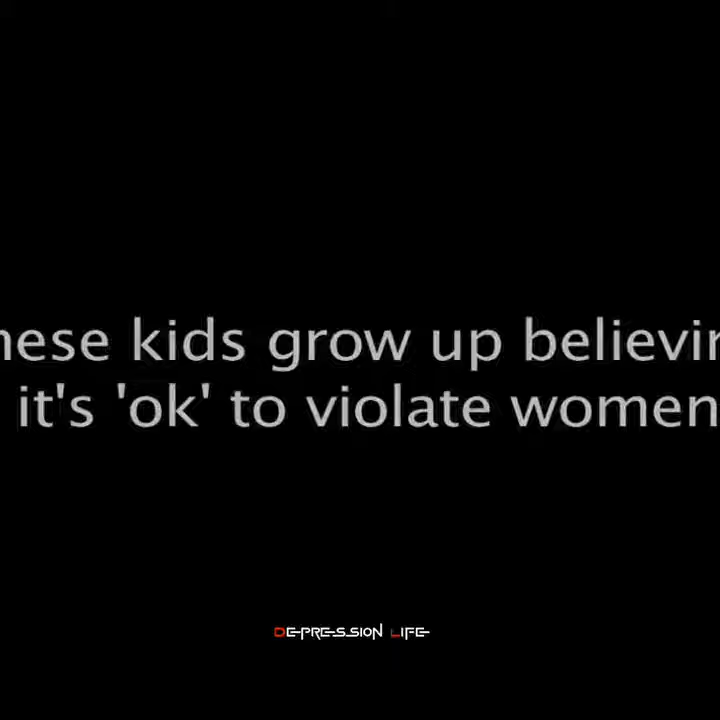 hese kids grow up believin
it's 'ok' to violate women
DEPRESSION LIFE